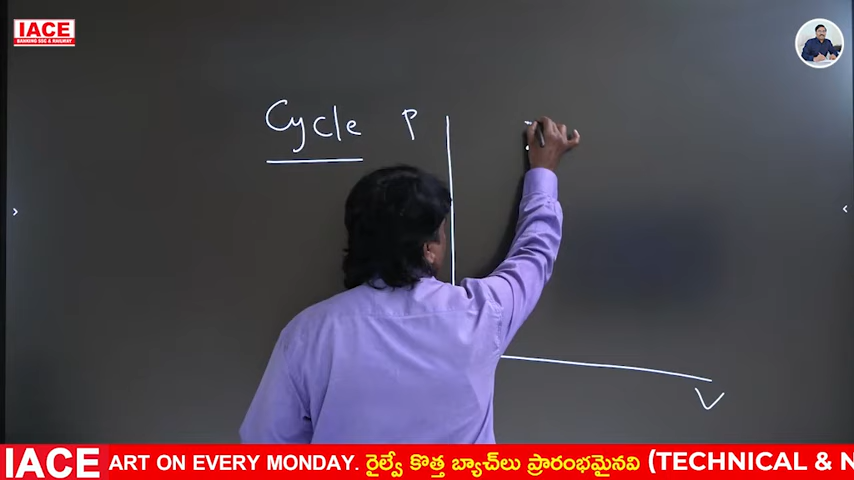 IACE
BANKING SSC & RAILWAY
Cycle P
V
IACE ART ON EVERY MONDAY. రైల్వే కొత్త బ్యాచ్‌లు ప్రారంభమైనవి (TECHNICAL & N